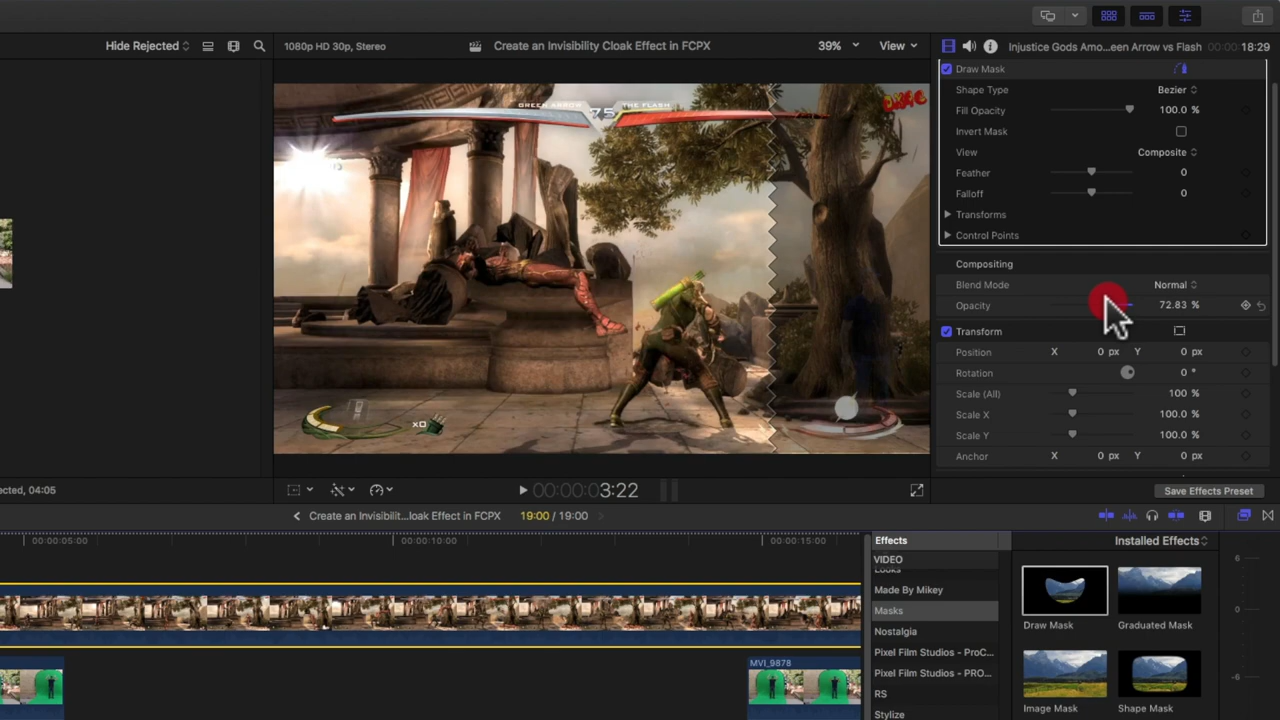 Hide Rejected
1080p HD 30p, Stereo
Create an Invisibility Cloak Effect in FCPX
39%
View
Injustice Gods Amo...een Arrow vs Flash
00:00 18:29
GREEN ARROW
75
THE FLASH
x0
Draw Mask
Shape Type
Bezier
Fill Opacity
100.0 %
Invert Mask
View
Composite
Feather
0
Falloff
0
Transforms
Control Points
Compositing
Blend Mode
Normal
Opacity
72.83 %
Transform
Position
X 0 px Y 0 px
Rotation
0 °
Scale (All)
100 %
Scale X
100.0 %
Scale Y
100.0 %
Anchor
X 0 px Y 0 px
Save Effects Preset
ected, 04:05
00:00:03:22
Create an Invisibilit...loak Effect in FCPX
19:00 / 19:00
00:00:05:00
00:00:10:00
00:00:15:00
MVI_9878
Effects
Installed Effects
VIDEO
Looks
Made By Mikey
Masks
Nostalgia
Pixel Film Studios - ProC...
Pixel Film Studios - PRO...
RS
Stylize
Draw Mask
Graduated Mask
Image Mask
Shape Mask
6
0
-6